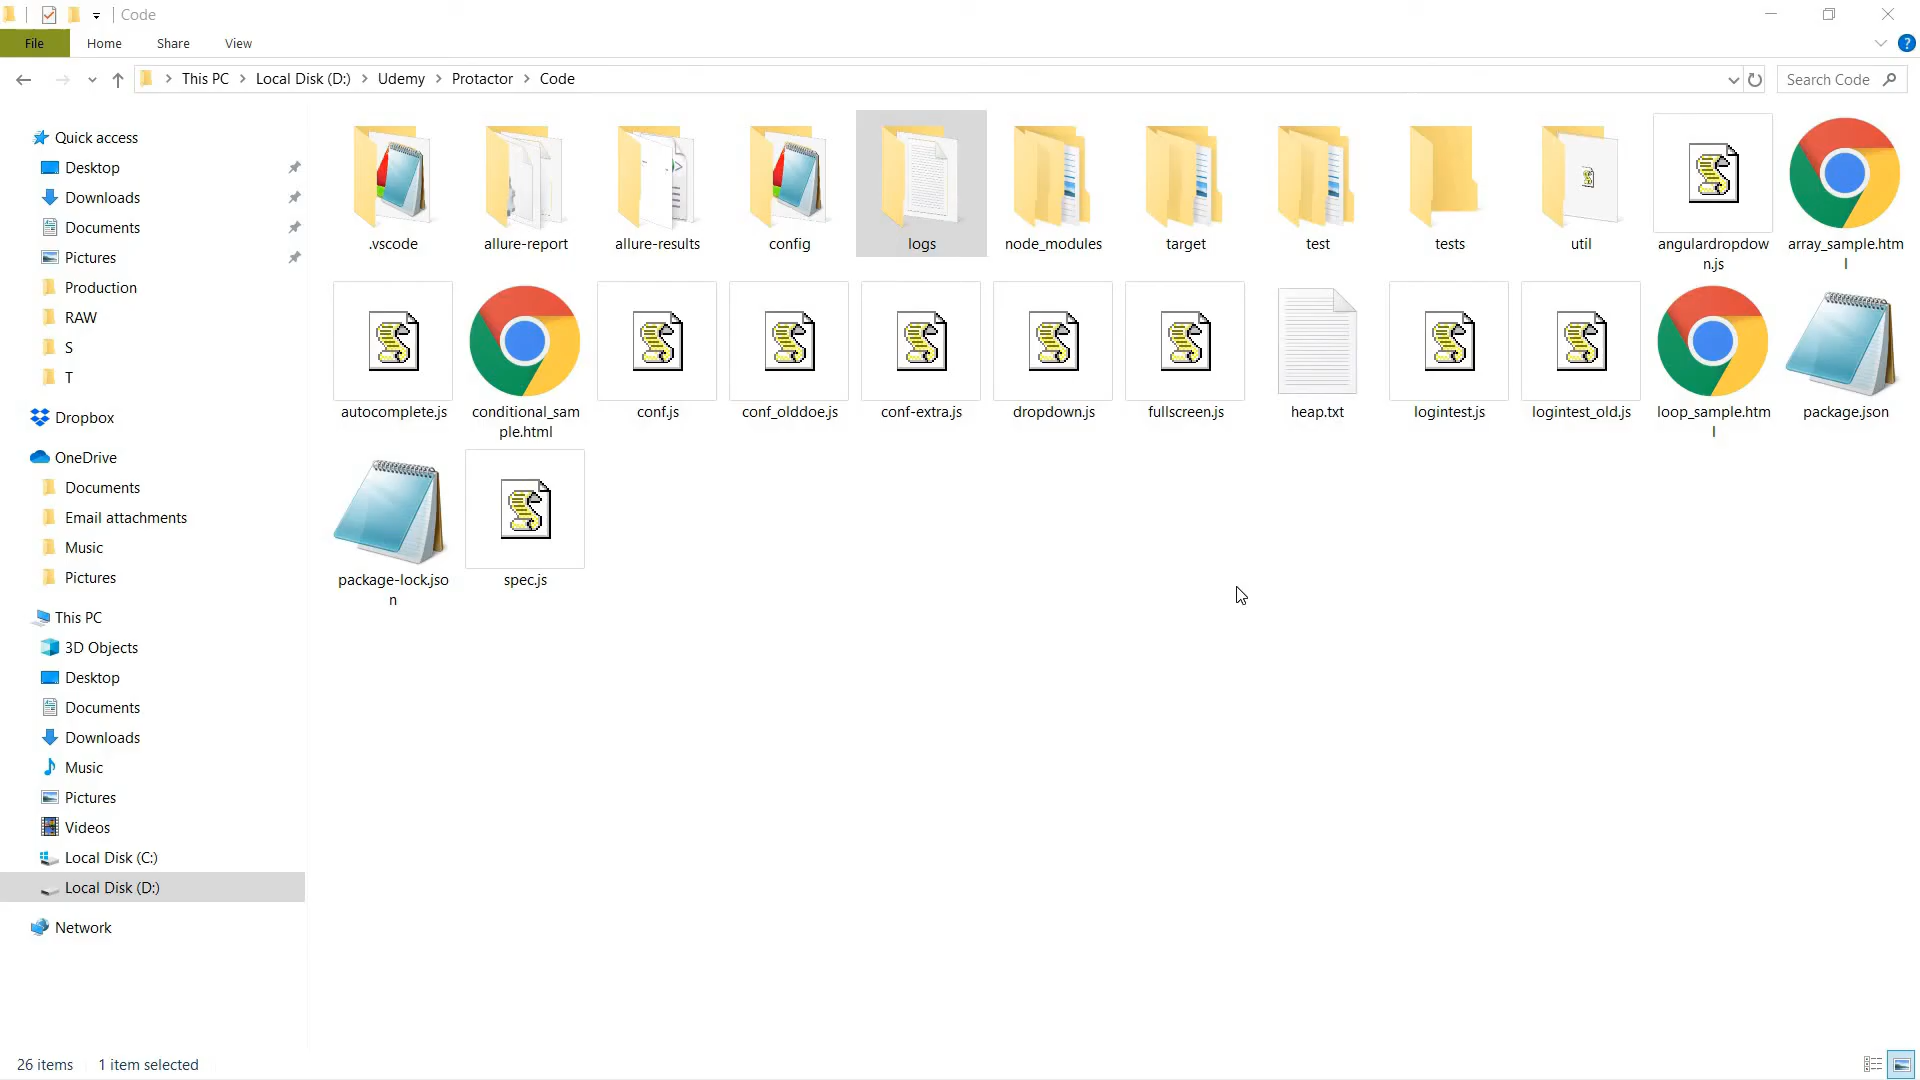 Code
File
Home
Share
View
This PC
Local Disk (D:)
Udemy
Protactor
Code
Search Code
Quick access
Desktop
Downloads
Documents
Pictures
Production
RAW
S
T
Dropbox
OneDrive
Documents
Email attachments
Music
Pictures
This PC
3D Objects
Desktop
Documents
Downloads
Music
Pictures
Videos
Local Disk (C:)
Local Disk (D:)
Network
.vscode
allure-report
allure-results
config
logs
node_modules
target
test
tests
util
angulardropdow
n.js
array_sample.htm
l
autocomplete.js
conditional_sam
ple.html
conf.js
conf_olddoe.js
conf-extra.js
dropdown.js
fullscreen.js
heap.txt
logintest.js
logintest_old.js
loop_sample.htm
l
package.json
package-lock.jso
n
spec.js
26 items
1 item selected